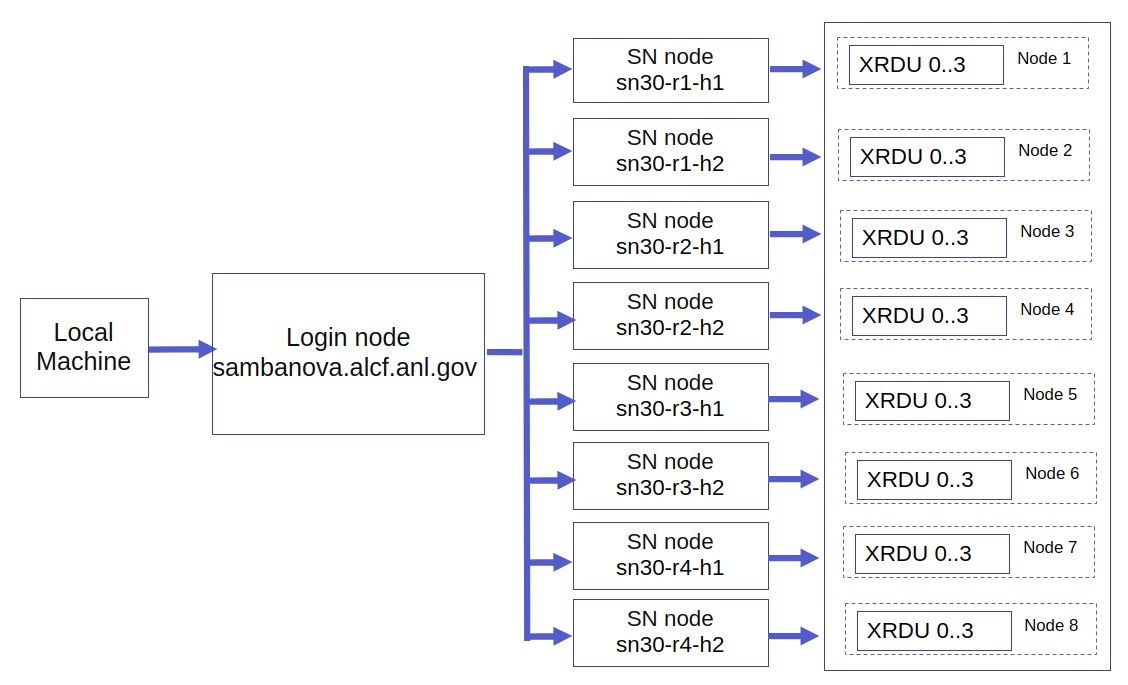 Local
Machine
Login node
sambanova.alcf.anl.gov
SN node
sn30-r1-h1
XRDU 0..3
Node 1
SN node
sn30-r1-h2
XRDU 0..3
Node 2
SN node
sn30-r2-h1
XRDU 0..3
Node 3
SN node
sn30-r2-h2
XRDU 0..3
Node 4
SN node
sn30-r3-h1
XRDU 0..3
Node 5
SN node
sn30-r3-h2
XRDU 0..3
Node 6
SN node
sn30-r4-h1
XRDU 0..3
Node 7
SN node
sn30-r4-h2
XRDU 0..3
Node 8